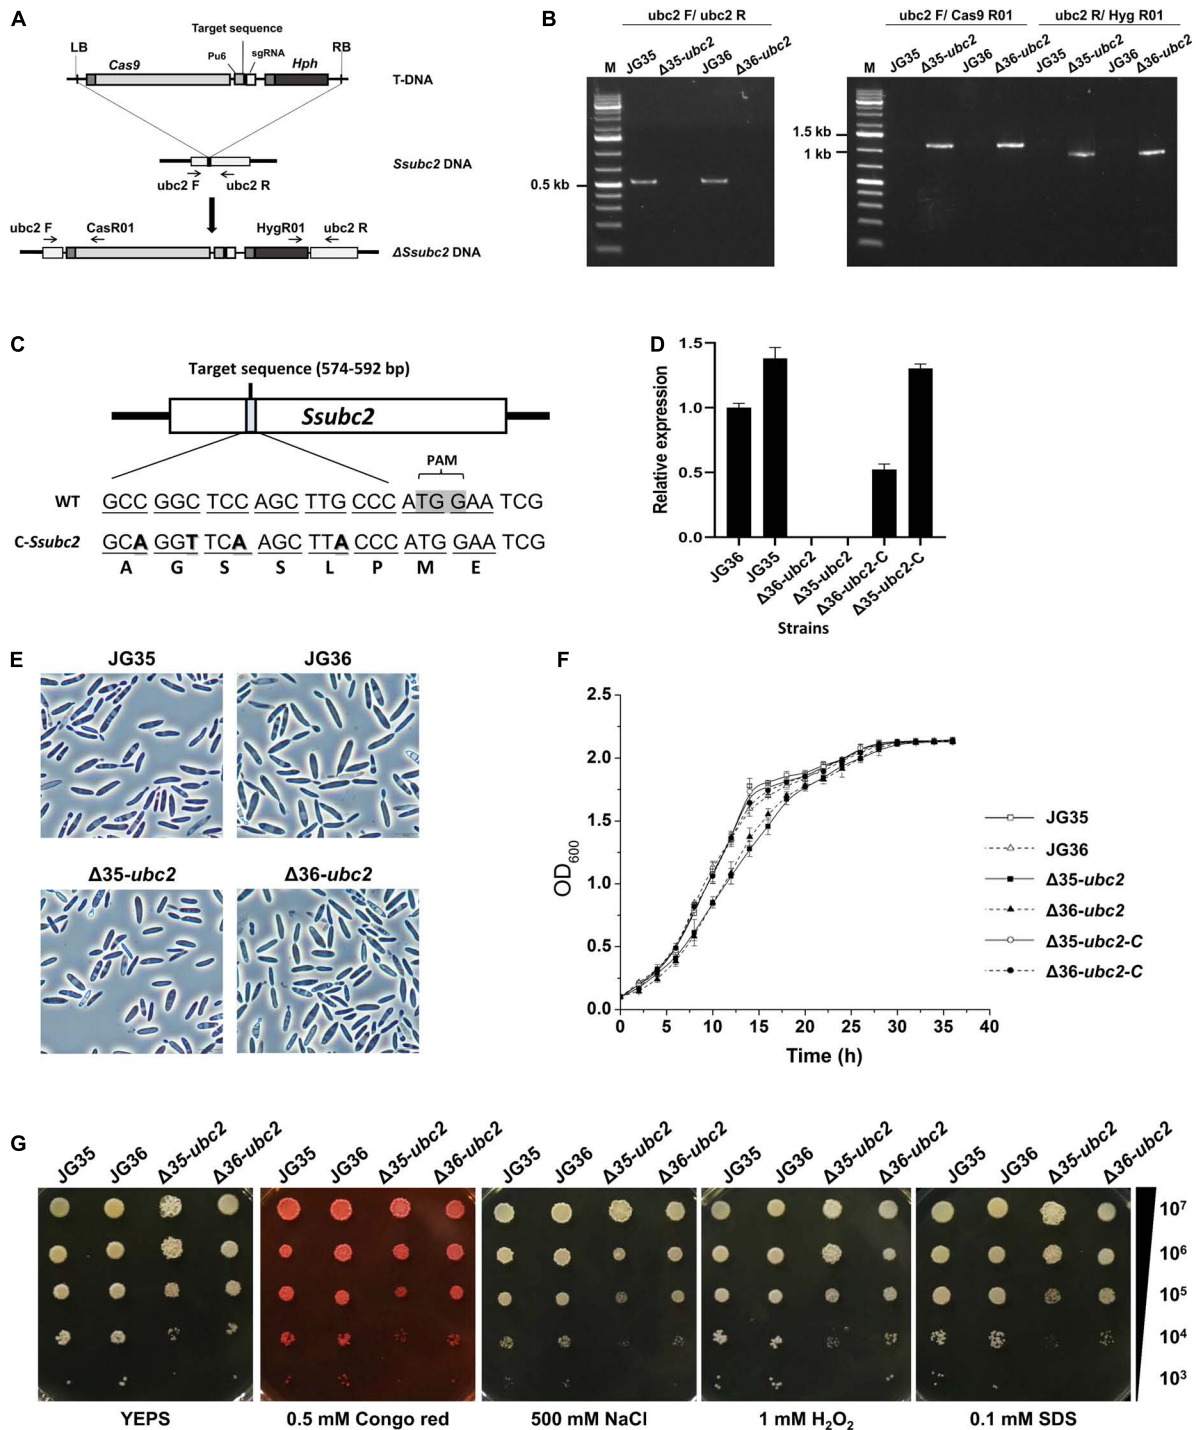 A
Target sequence
LB
Cas9
Pu6
sgRNA
Hph
RB
T-DNA
Ssubc2 DNA
ubc2 F
ubc2 R
ubc2 F
CasR01
HygR01
ubc2 R
ΔSsubc2 DNA
B
ubc2 F/ ubc2 R
M
JG35
Δ35-ubc2
JG36
Δ36-ubc2
0.5 kb
ubc2 F/ Cas9 R01
ubc2 R/ Hyg R01
M
JG35
Δ35-ubc2
JG36
Δ36-ubc2
JG35
Δ35-ubc2
JG36
Δ36-ubc2
1.5 kb
1 kb
C
Target sequence (574-592 bp)
Ssubc2
PAM
WT
GCC GGC TCC AGC TTG CCC ATG GAA TCG
C-Ssubc2
GCA GGT TCA AGC TTA CCC ATG GAA TCG
A G S S L P M E
D
Relative expression
1.5
1.0
0.5
0.0
JG36
JG35
Δ36-ubc2
Δ35-ubc2
Δ36-ubc2-C
Δ35-ubc2-C
Strains
E
JG35
JG36
Δ35-ubc2
Δ36-ubc2
F
OD600
2.5
2.0
1.5
1.0
0.5
0.0
0 5 10 15 20 25 30 35 40
Time (h)
JG35
JG36
Δ35-ubc2
Δ36-ubc2
Δ35-ubc2-C
Δ36-ubc2-C
G
JG35
JG36
Δ35-ubc2
Δ36-ubc2
JG35
JG36
Δ35-ubc2
Δ36-ubc2
JG35
JG36
Δ35-ubc2
Δ36-ubc2
JG35
JG36
Δ35-ubc2
Δ36-ubc2
JG35
JG36
Δ35-ubc2
Δ36-ubc2
10⁷
10⁶
10⁵
10⁴
10³
YEPS
0.5 mM Congo red
500 mM NaCl
1 mM H₂O₂
0.1 mM SDS